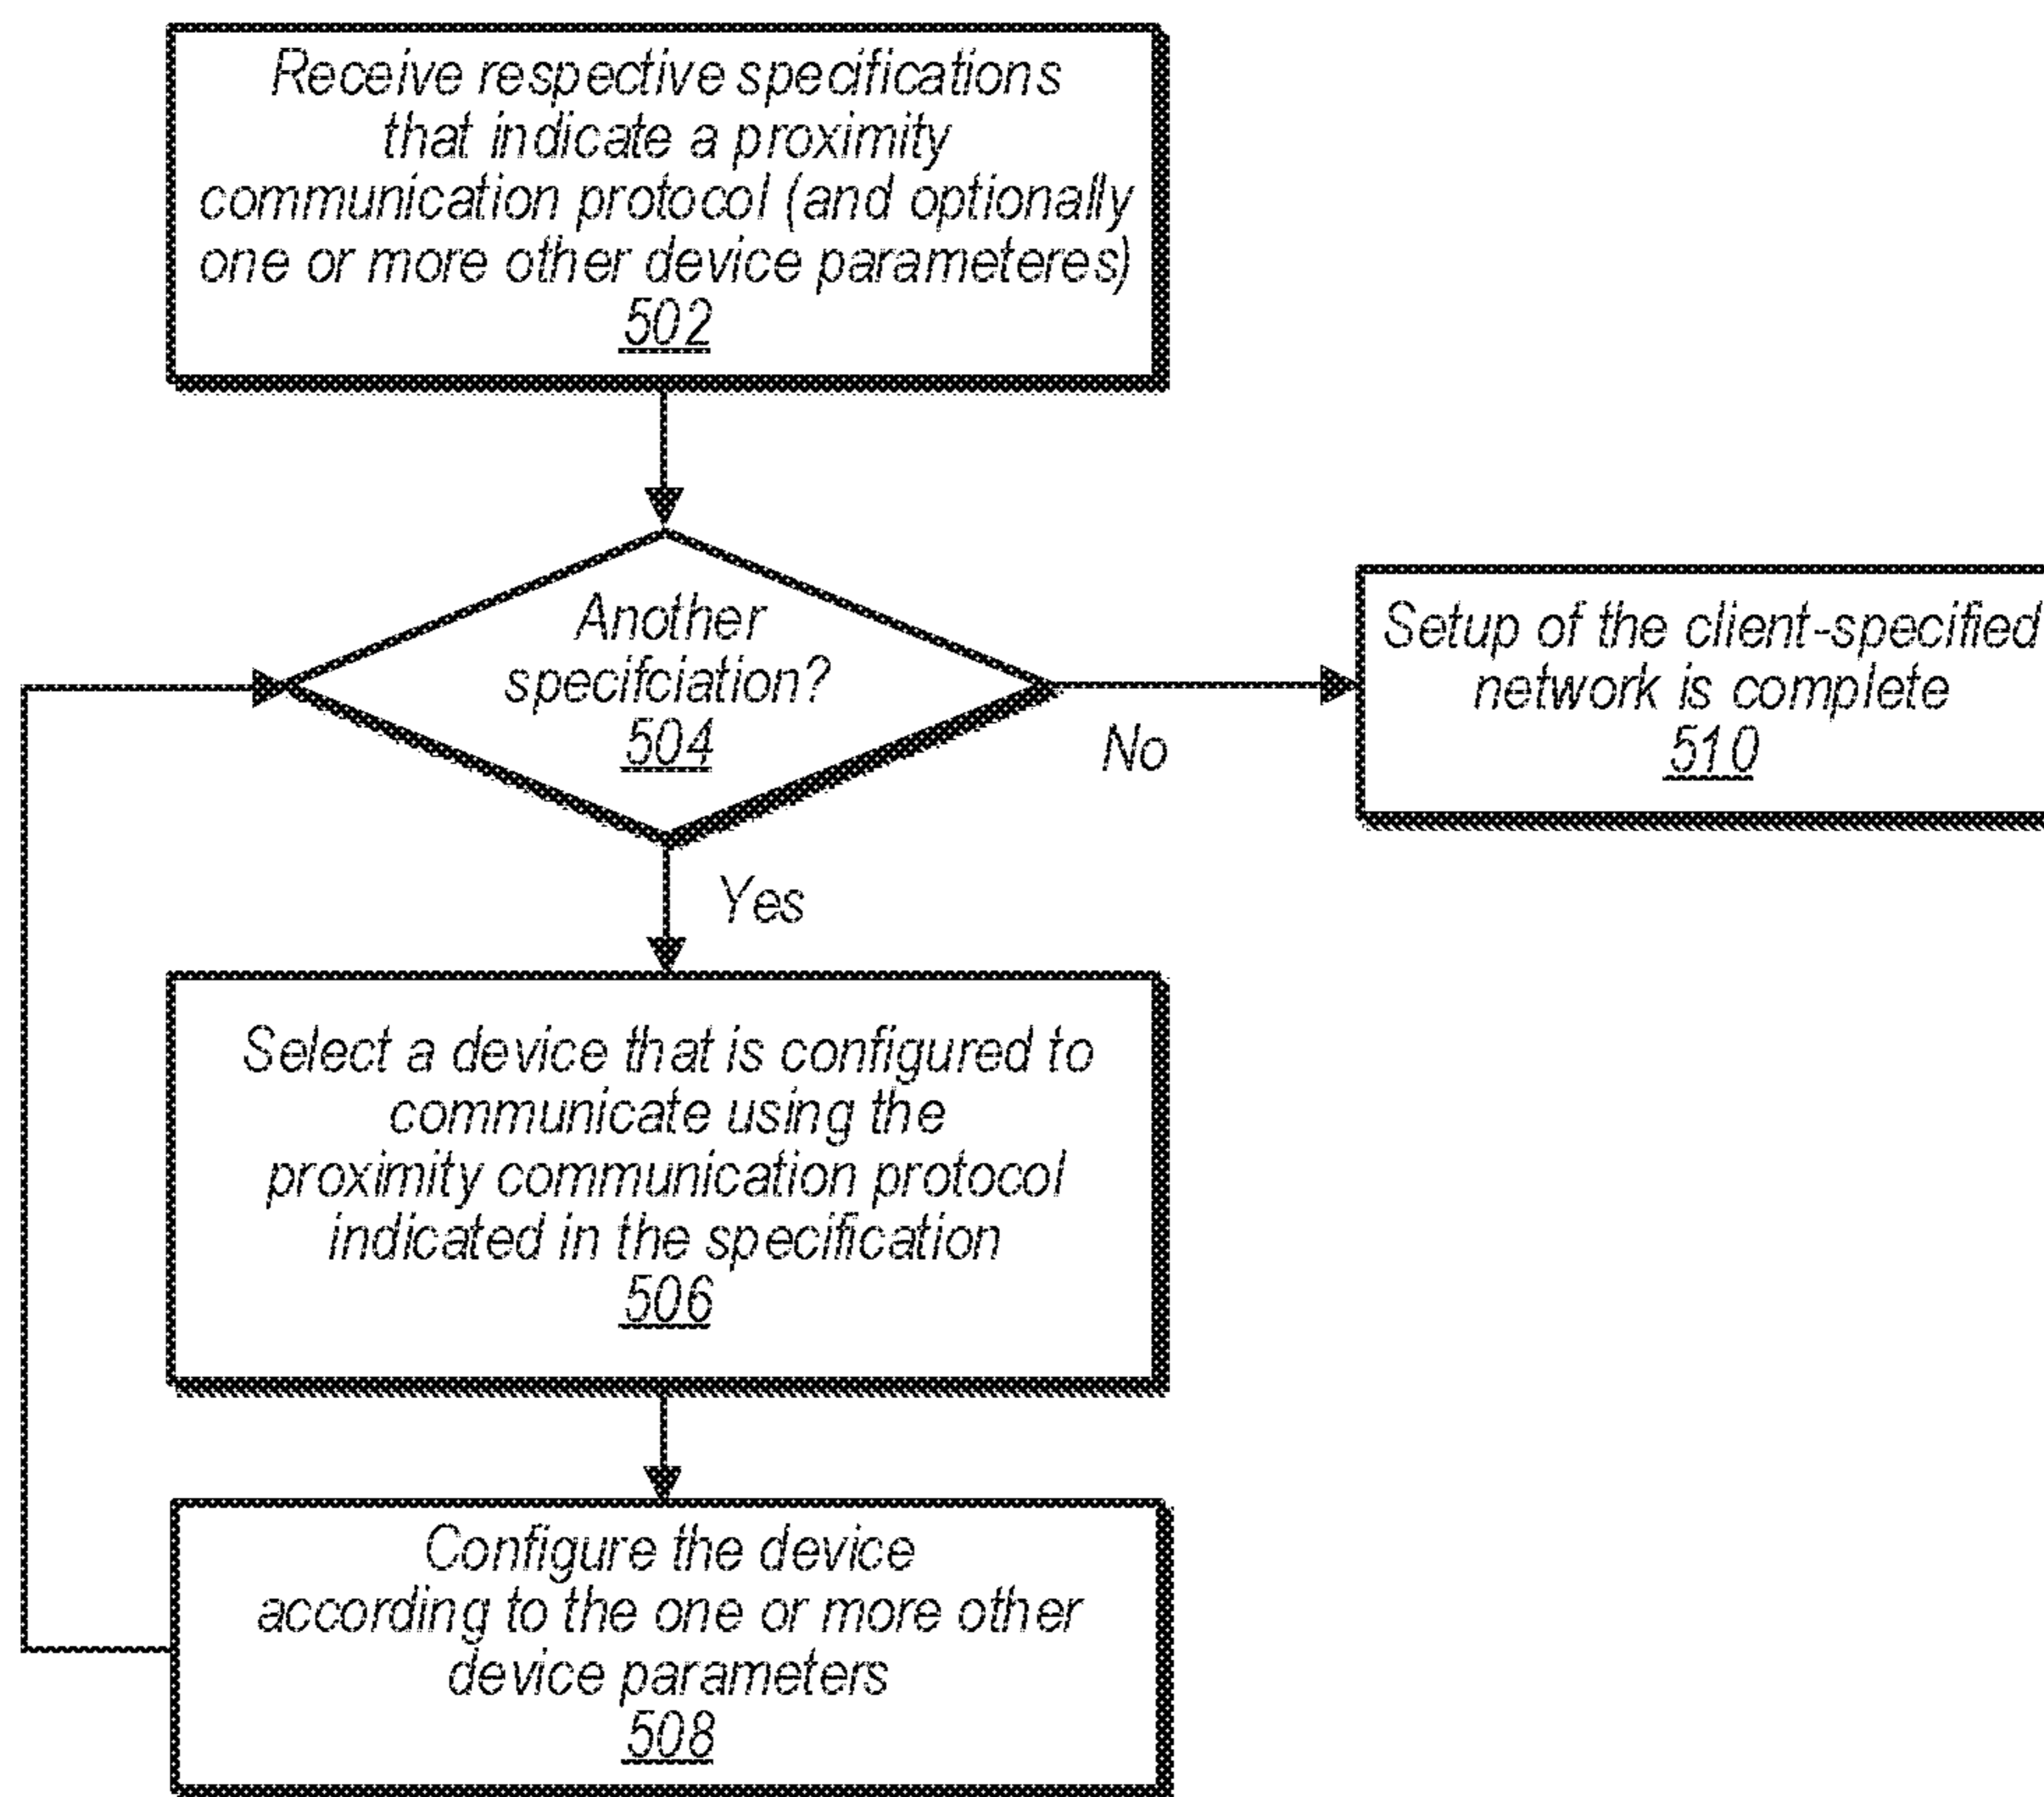 Receive respective specifications
that indicate a proximity
communication protocol (and optionally
one or more other device parameteres)
502
Another
specifciation?
504
No
Setup of the client-specified
network is complete
510
Yes
Select a device that is configured to
communicate using the
proximity communication protocol
indicated in the specification
506
Configure the device
according to the one or more other
device parameters
508